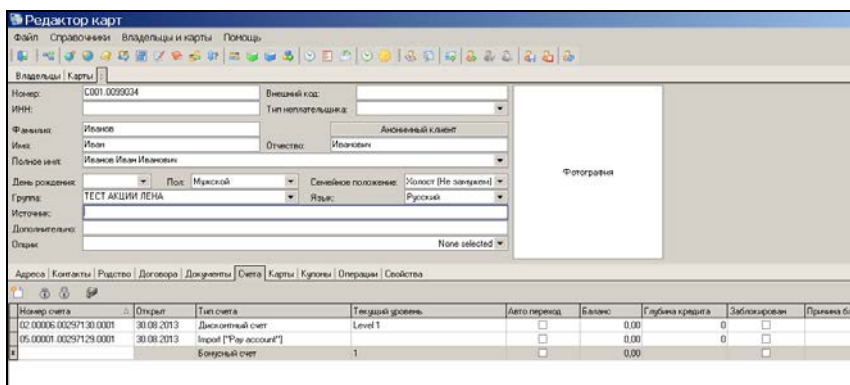 Редактор карт
Файл Справочники Владельцы и карты Помощь
Владельцы Карты
Номер: C001.0099034 Внешний код:
ИНН: Тип неплательщика:
Фамилия: Иванов Анонимный клиент
Имя: Иван Отчество: Иванович
Полное имя: Иванов Иван Иванович
Фотография
День рождения: Пол: Мужской Семейное положение: Холост (Не замужем)
Группа: ТЕСТ АКЦИИ ЛЕНА Язык: Русский
Источник:
Дополнительно:
Опции: None selected
Адреса Контакты Родство Договора Документы Счета Карты Купоны Операции Свойства
Номер счета Открыт Тип счета Текущий уровень Авто переход Баланс Глубина кредита Заблокирован Причина б
02.00006.00297130.0001 30.08.2013 Дисконтный счет Level 1 0,00 0
05.00001.00297129.0001 30.08.2013 Import ["Pay account"] 0,00 0
Бонусный счет 1 0,00